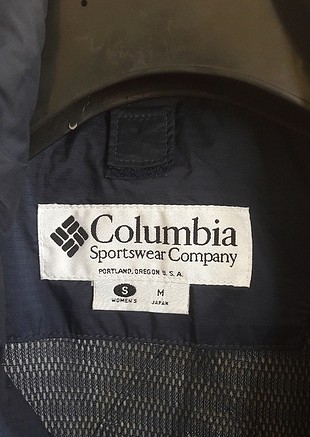 Columbia
Sportswear Company
PORTLAND, OREGON U. S. A.
S M
WOMEN'S JAPAN